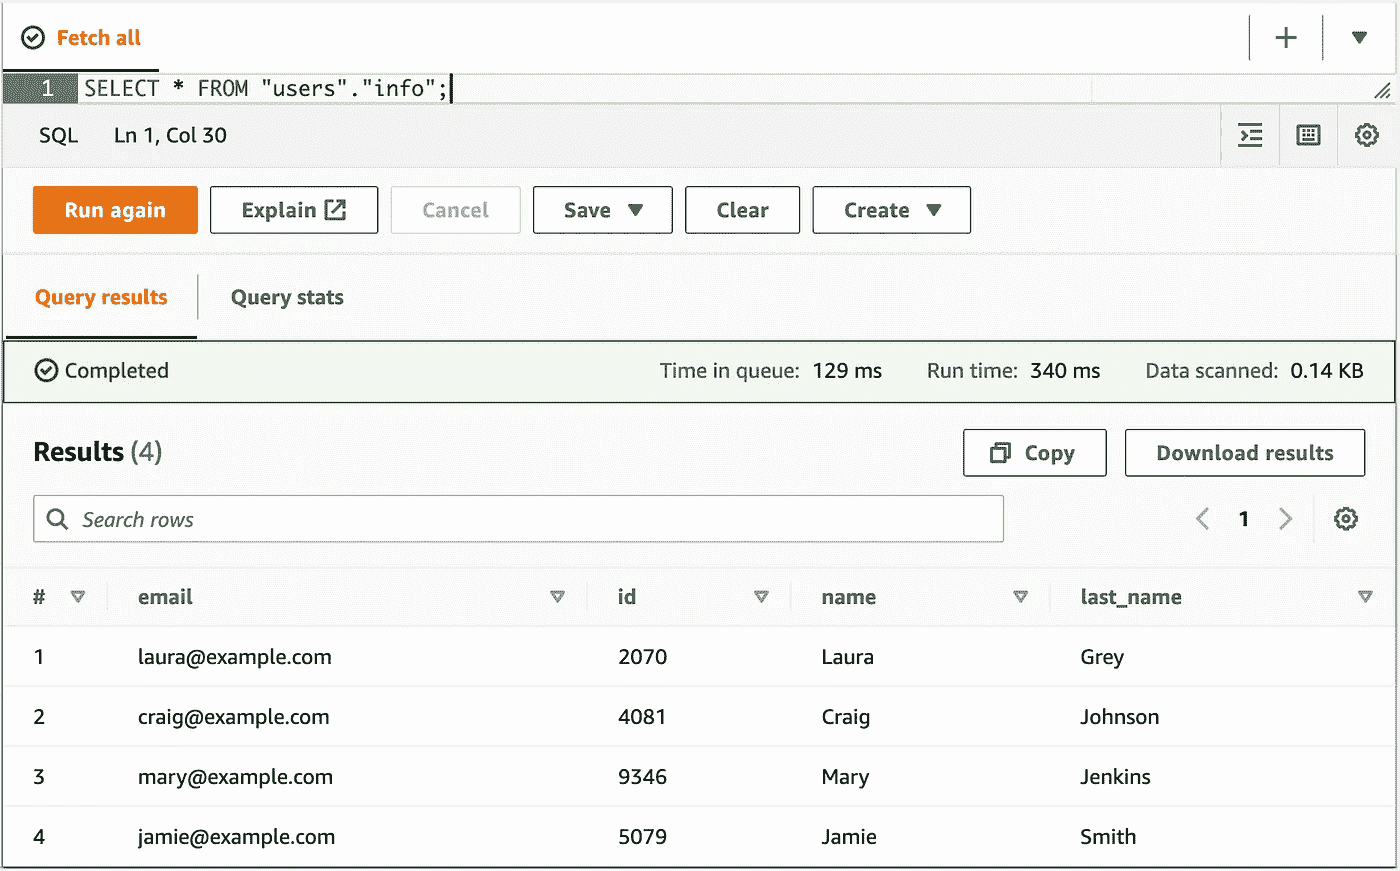 Fetch all
1 SELECT * FROM "users"."info";
SQL Ln 1, Col 30
Run again Explain Cancel Save Clear Create
Query results Query stats
Completed Time in queue: 129 ms Run time: 340 ms Data scanned: 0.14 KB
Results (4) Copy Download results
Search rows 1
# email id name last_name
1 laura@example.com 2070 Laura Grey
2 craig@example.com 4081 Craig Johnson
3 mary@example.com 9346 Mary Jenkins
4 jamie@example.com 5079 Jamie Smith